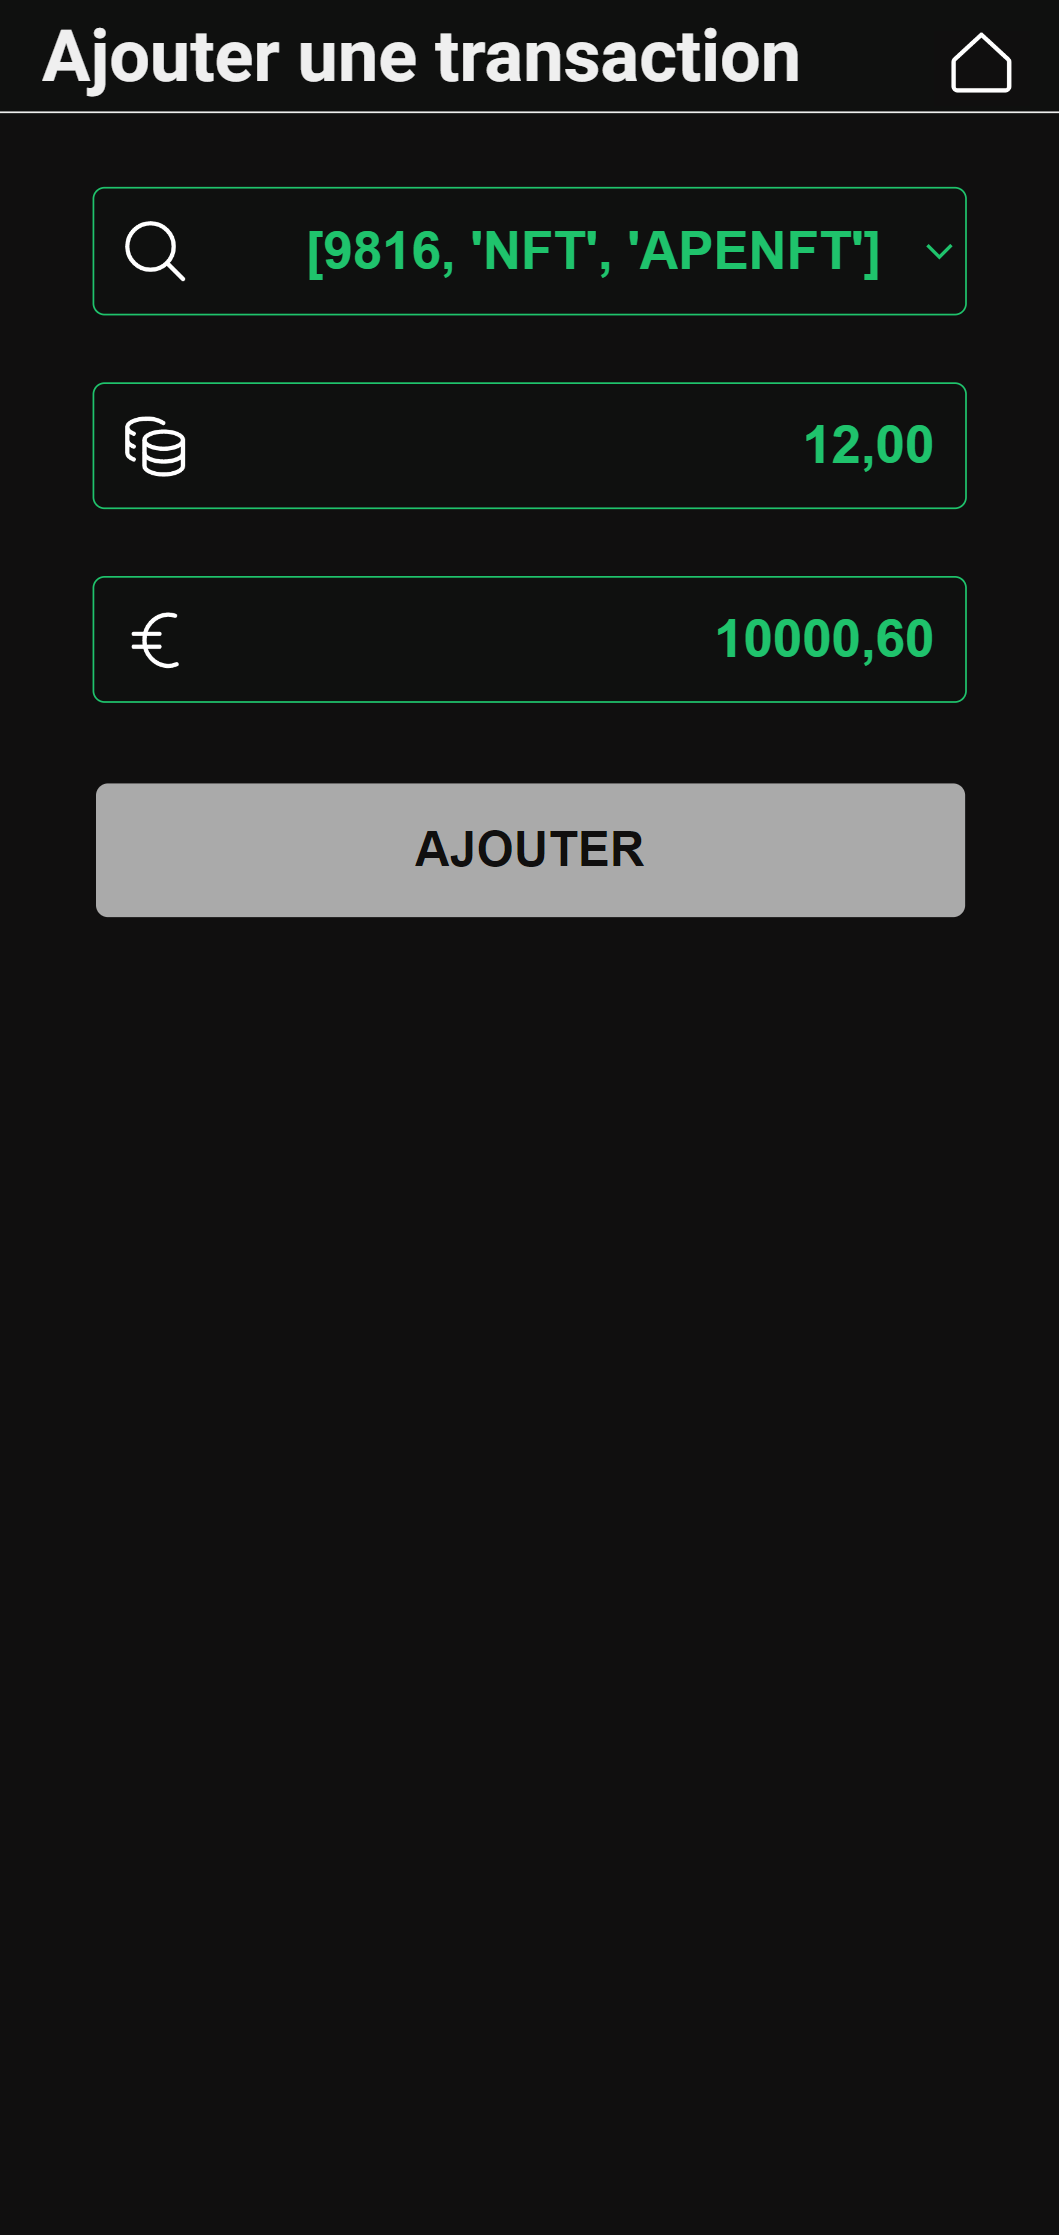 Ajouter une transaction
[9816, 'NFT', 'APENFT']
12,00
10000,60
AJOUTER